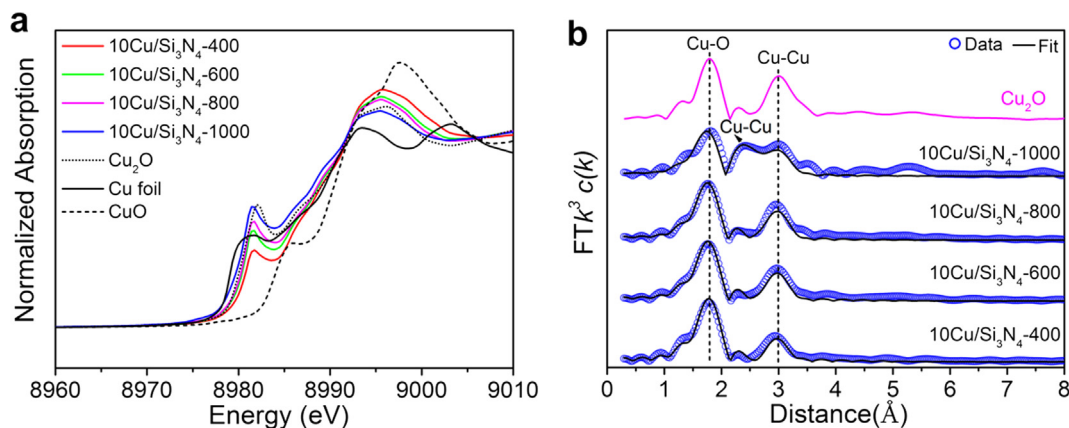 a
10Cu/Si₃N₄-400
10Cu/Si₃N₄-600
10Cu/Si₃N₄-800
10Cu/Si₃N₄-1000
Cu₂O
Cu foil
CuO
Normalized Absorption
8960 8970 8980 8990 9000 9010
Energy (eV)
b
Cu-O
Cu-Cu
Data
Fit
Cu₂O
Cu-Cu
10Cu/Si₃N₄-1000
10Cu/Si₃N₄-800
10Cu/Si₃N₄-600
10Cu/Si₃N₄-400
FTk³ c(k)
0 1 2 3 4 5 6 7 8
Distance(Å)